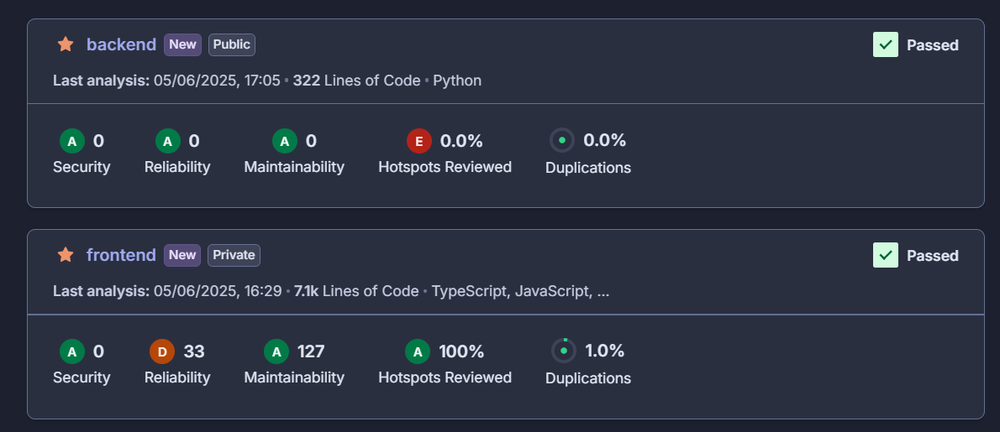 backend New Public Passed
Last analysis: 05/06/2025, 17:05 • 322 Lines of Code • Python
A 0 A 0 A 0 E 0.0% 0.0%
Security Reliability Maintainability Hotspots Reviewed Duplications
frontend New Private Passed
Last analysis: 05/06/2025, 16:29 • 7.1k Lines of Code • TypeScript, JavaScript, ...
A 0 D 33 A 127 A 100% 1.0%
Security Reliability Maintainability Hotspots Reviewed Duplications